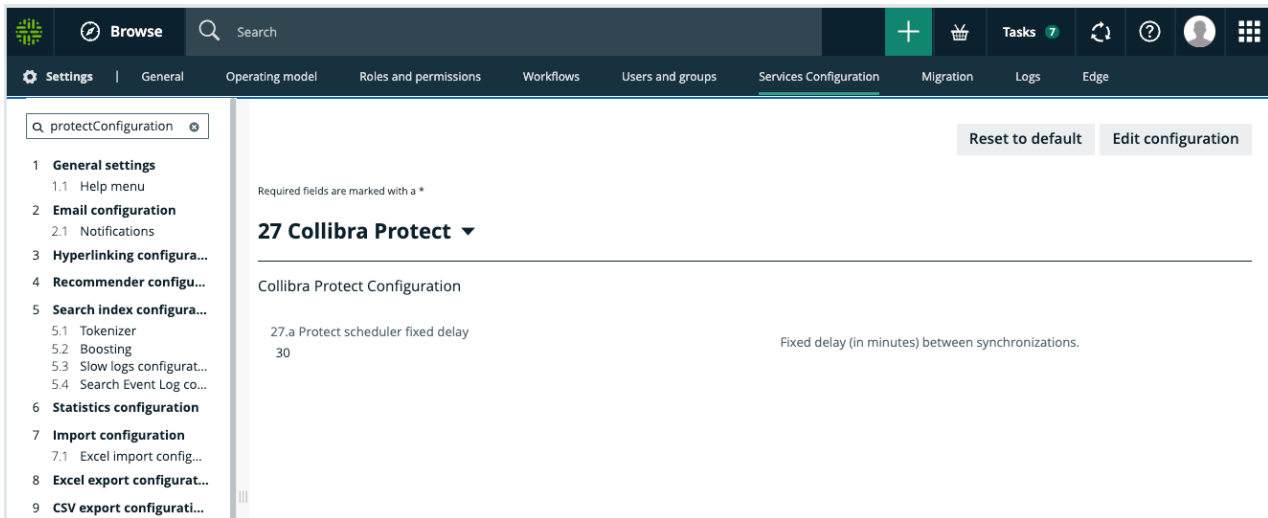 Browse
Search
Tasks 7
Settings | General Operating model Roles and permissions Workflows Users and groups Services Configuration Migration Logs Edge
protectConfiguration
1 General settings
1.1 Help menu
2 Email configuration
2.1 Notifications
3 Hyperlinking configura...
4 Recommender configu...
5 Search index configura...
5.1 Tokenizer
5.2 Boosting
5.3 Slow logs configurat...
5.4 Search Event Log co...
6 Statistics configuration
7 Import configuration
7.1 Excel import config...
8 Excel export configurat...
9 CSV export configurati...
Reset to default Edit configuration
Required fields are marked with a *
27 Collibra Protect
Collibra Protect Configuration
27.a Protect scheduler fixed delay
30
Fixed delay (in minutes) between synchronizations.